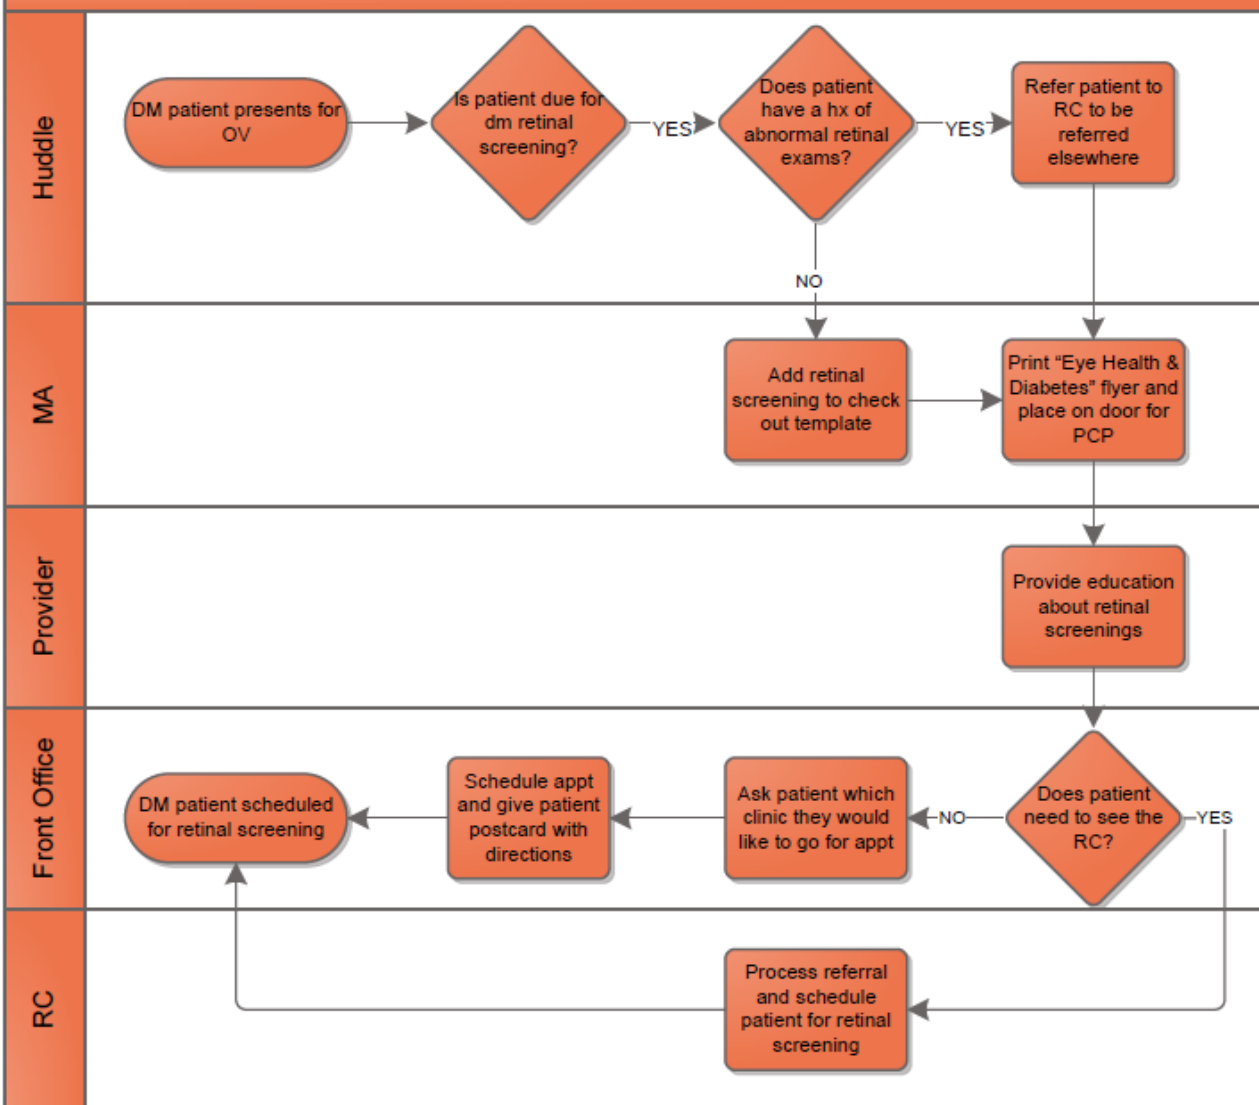 Huddle
DM patient presents for
OV
Is patient due for
dm retinal
screening?
YES
Does patient
have a hx of
abnormal retinal
exams?
YES
Refer patient to
RC to be
referred
elsewhere
NO
MA
Add retinal
screening to check
out template
Print “Eye Health &
Diabetes” flyer and
place on door for
PCP
Provider
Provide education
about retinal
screenings
Front Office
DM patient scheduled
for retinal screening
Schedule appt
and give patient
postcard with
directions
Ask patient which
clinic they would
like to go for appt
NO
Does patient
need to see the
RC?
YES
RC
Process referral
and schedule
patient for retinal
screening